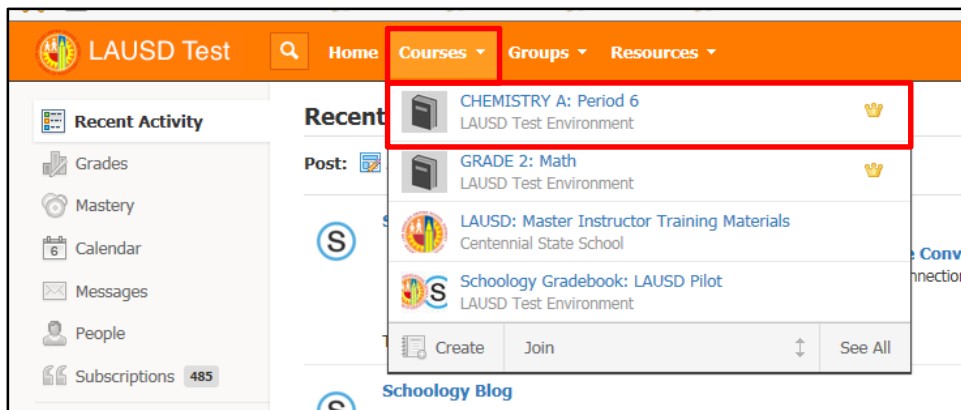 LAUSD Test
Home Courses Groups Resources
Recent Activity
Grades
Mastery
Calendar
6
Messages
People
Subscriptions 485
Recent
Post:
CHEMISTRY A: Period 6
LAUSD Test Environment
GRADE 2: Math
LAUSD Test Environment
LAUSD: Master Instructor Training Materials
Centennial State School
Schoology Gradebook: LAUSD Pilot
LAUSD Test Environment
Create Join See All
S
S
Schoology Blog
S